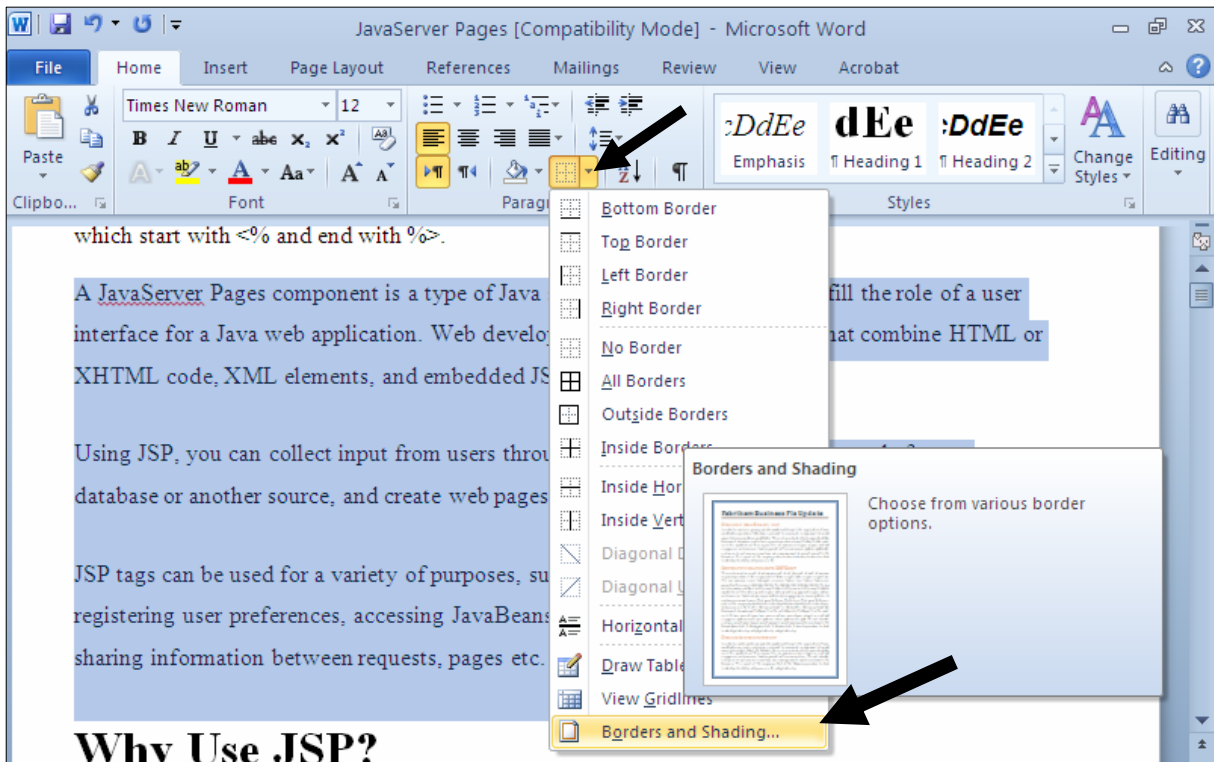 JavaServer Pages [Compatibility Mode] - Microsoft Word
File Home Insert Page Layout References Mailings Review View Acrobat
Times New Roman 12
B I U abe x₂ x²
Paste
Aa A A
Emphasis ¶ Heading 1 ¶ Heading 2
Change Styles
Editing
Clipbo... Font Paragr Styles
which start with <% and end with %>.
A JavaServer Pages component is a type of Java
fill the role of a user
interface for a Java web application. Web develo
hat combine HTML or
XHTML code, XML elements, and embedded JS
Using JSP, you can collect input from users throu
database or another source, and create web pages
JSP tags can be used for a variety of purposes, su
registering user preferences, accessing JavaBeans
sharing information between requests, pages etc.
Why Use JSP?
Bottom Border
Top Border
Left Border
Right Border
No Border
All Borders
Outside Borders
Inside Borders
Inside Hor
Inside Vert
Diagonal D
Diagonal U
Horizontal
Draw Table
View Gridlines
Borders and Shading...
Borders and Shading
Choose from various border
options.